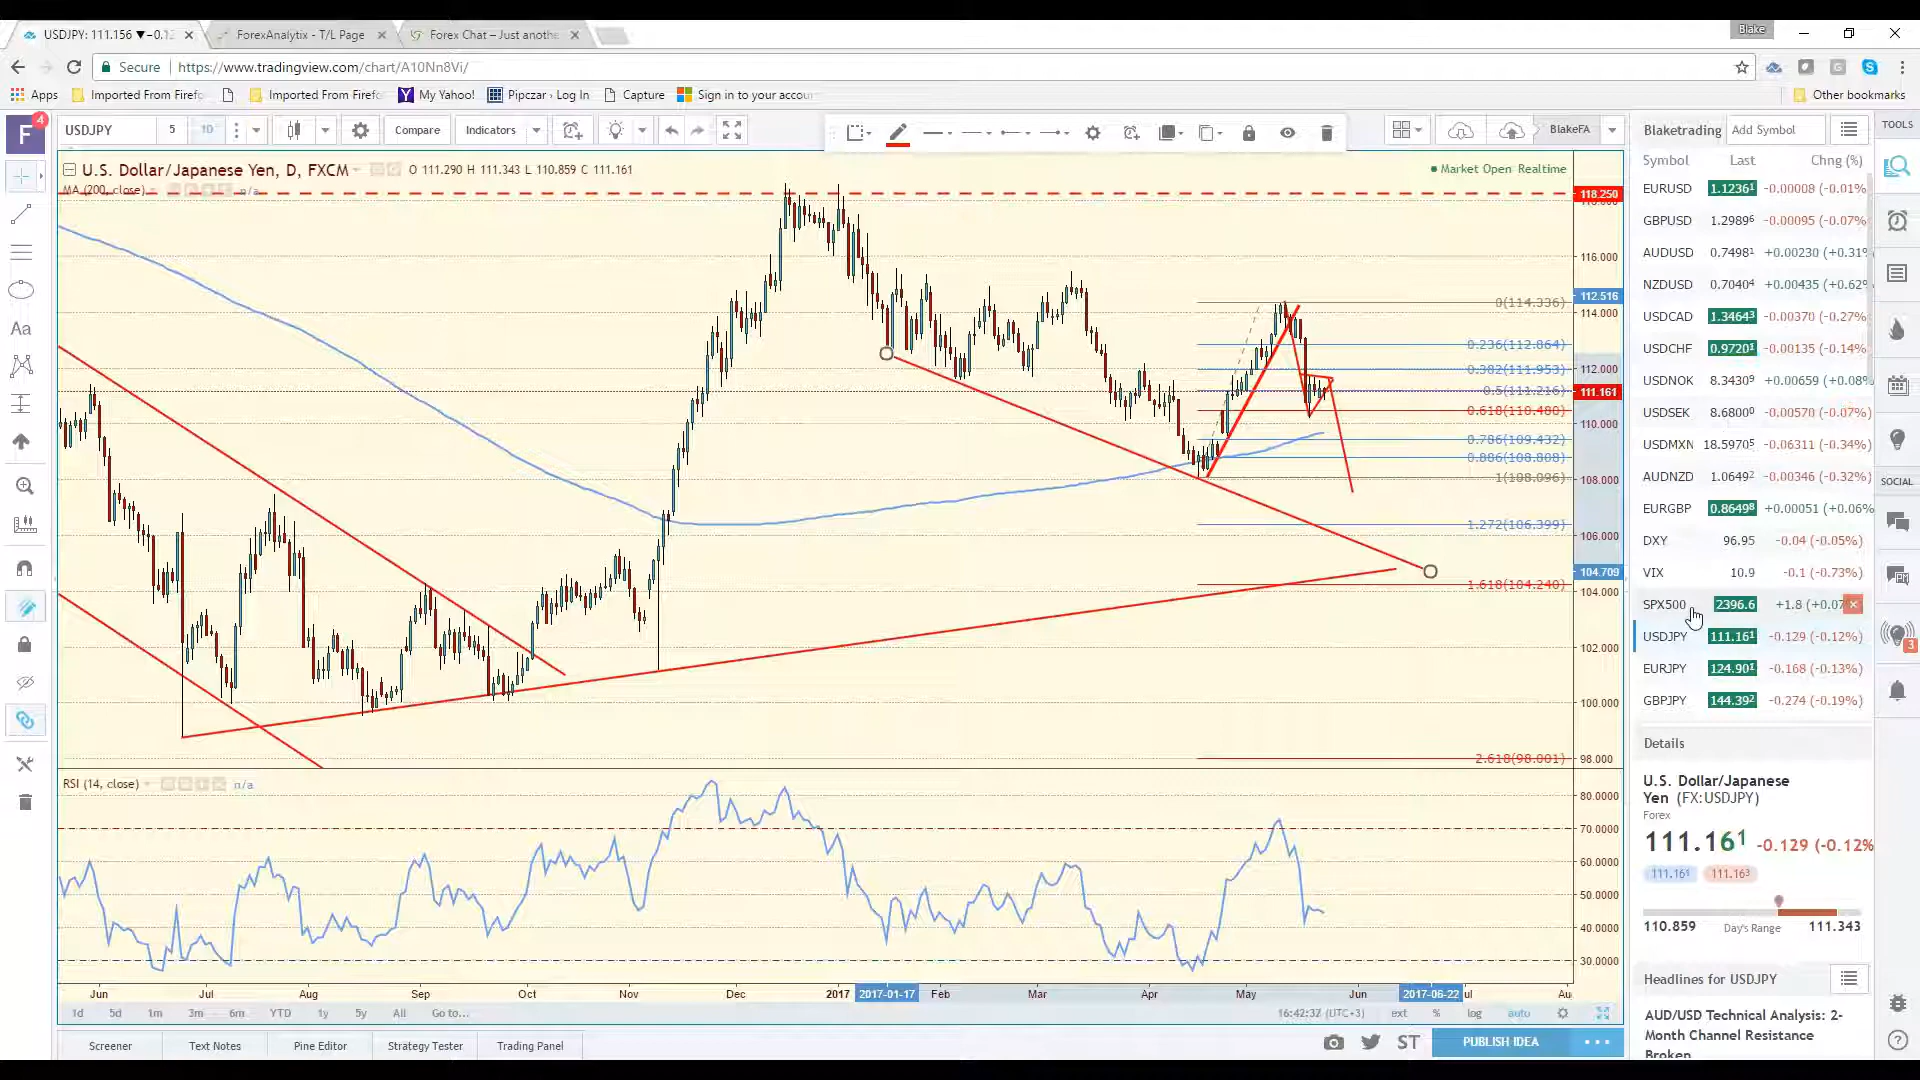 Blake
USDJPY: 111.156 ▼−0.12
ForexAnalytix - T/L Page
Forex Chat – Just anothe
Secure
https://www.tradingview.com/chart/A10Nn8Vi/
Apps
Imported From Firefo
Imported From Firefo
My Yahoo!
Pipczar › Log In
Capture
Sign in to your accou
Other bookmarks
F
4
USDJPY
5
1D
Compare
Indicators
BlakeFA
Blaketrading
Add Symbol
TOOLS
U.S. Dollar/Japanese Yen, D, FXCM
O 111.290 H 111.343 L 110.859 C 111.161
Market Open Realtime
MA (200, close)
n/a
Symbol Last Chng (%)
EURUSD 1.12361 -0.00008 (-0.01%
GBPUSD 1.29896 -0.00095 (-0.07%
AUDUSD 0.74981 +0.00230 (+0.31%
NZDUSD 0.70404 +0.00435 (+0.62%
USDCAD 1.34643 -0.00370 (-0.27%
USDCHF 0.97201 -0.00135 (-0.14%
USDNOK 8.34309 +0.00659 (+0.08%
USDSEK 8.68000 -0.00570 (-0.07%
USDMXN 18.59705 -0.06311 (-0.34%
AUDNZD 1.06492 -0.00346 (-0.32%
EURGBP 0.86498 +0.00051 (+0.06%
DXY 96.95 -0.04 (-0.05%)
VIX 10.9 -0.1 (-0.73%)
SPX500 2396.6 +1.8 (+0.07
USDJPY 111.161 -0.129 (-0.12%)
EURJPY 124.901 -0.168 (-0.13%)
GBPJPY 144.392 -0.274 (-0.19%)
SOCIAL
3
118.250
116.000
112.516
114.000
112.000
111.161
110.000
108.000
106.000
104.709
104.000
102.000
100.000
98.000
0(114.336)
0.236(112.864)
0.382(111.953)
0.5(111.216)
0.618(110.480)
0.786(109.432)
0.886(108.808)
1(108.096)
1.272(106.399)
1.618(104.240)
2.618(98.001)
Aa
RSI (14, close)
n/a
80.0000
70.0000
60.0000
50.0000
40.0000
30.0000
Jun Jul Aug Sep Oct Nov Dec 2017 2017-01-17 Feb Mar Apr May Jun 2017-06-22 ul Au
1d 5d 1m 3m 6m YTD 1y 5y All Go to...
16:42:37 (UTC+3) ext % log auto
Screener
Text Notes
Pine Editor
Strategy Tester
Trading Panel
ST
PUBLISH IDEA
Details
U.S. Dollar/Japanese
Yen (FX:USDJPY)
Forex
111.161 -0.129 (-0.12%
111.161
111.163
110.859 Day's Range 111.343
Headlines for USDJPY
AUD/USD Technical Analysis: 2-
Month Channel Resistance
Broken